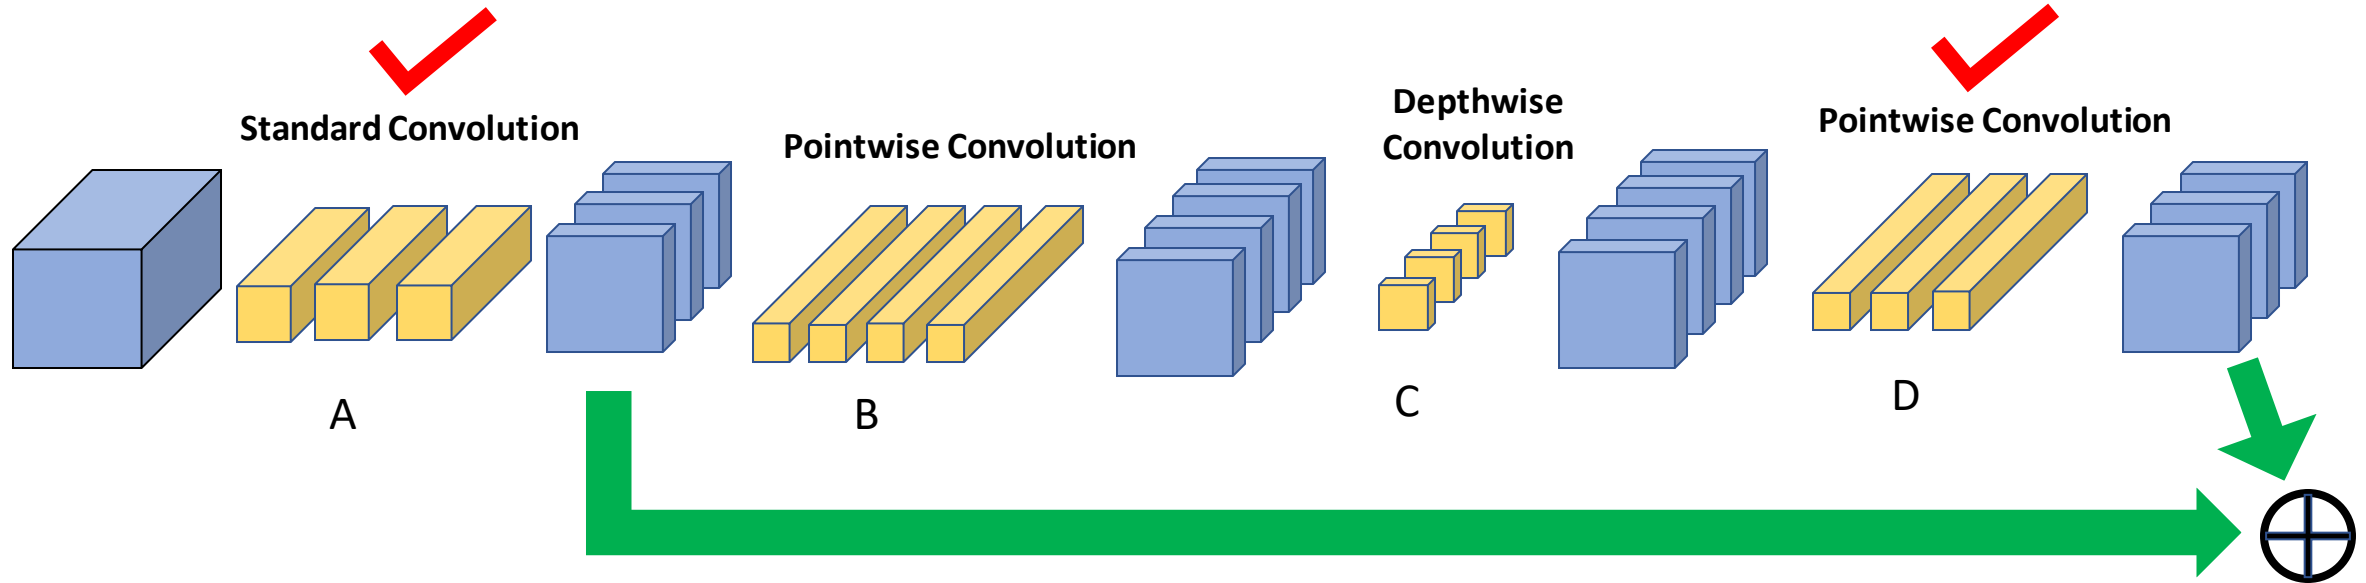 Standard Convolution
Pointwise Convolution
Depthwise
Convolution
Pointwise Convolution
A
B
C
D